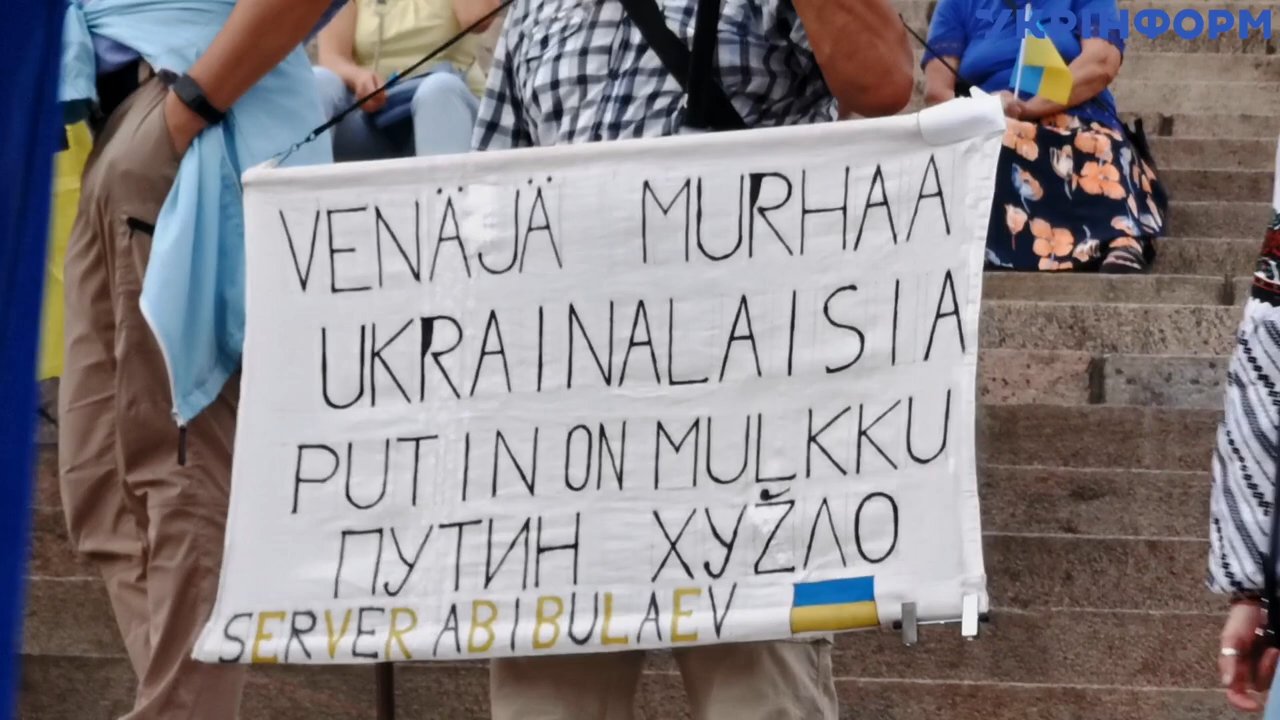 УКРІНФОРМ
VENÄJÄ MURHAA
UKRAINALAISIA
PUTIN ON MULKKU
ПУТИН ХУŽЛО
SERVER ABIBULAEV